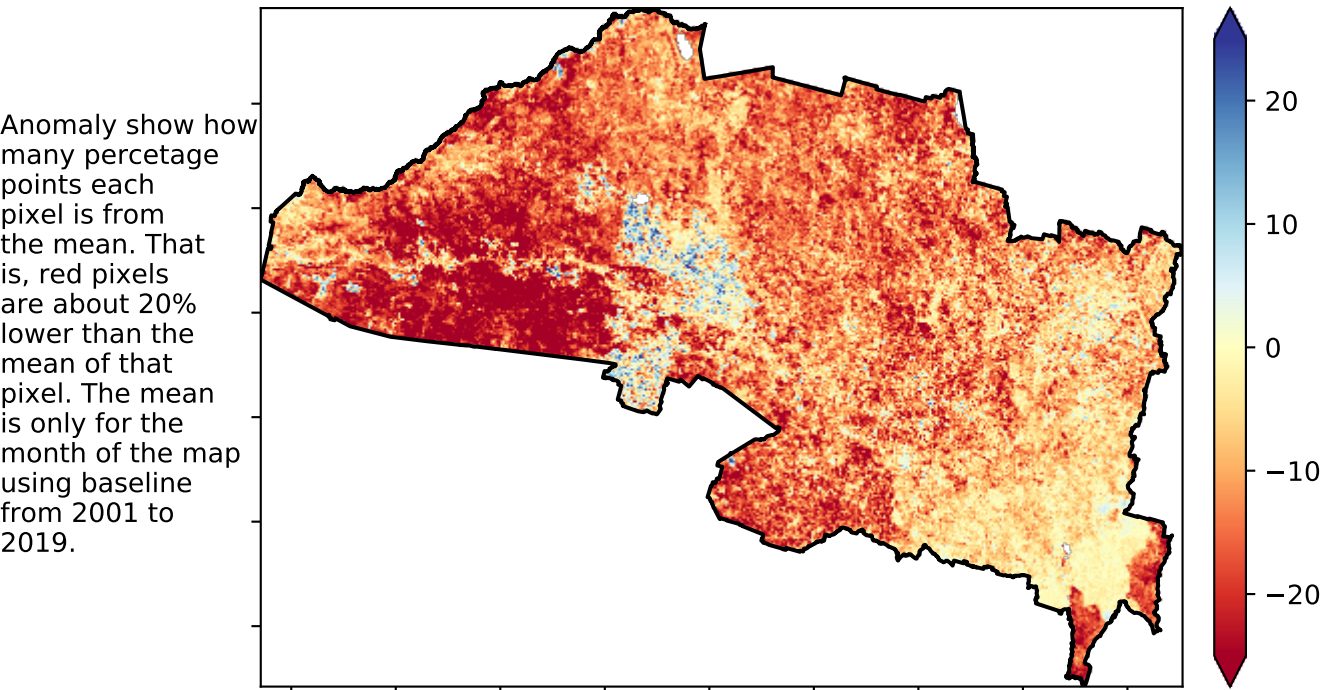 Anomaly show how
many percetage
points each
pixel is from
the mean. That
is, red pixels
are about 20%
lower than the
mean of that
pixel. The mean
is only for the
month of the map
using baseline
from 2001 to
2019.
20
10
0
−10
−20